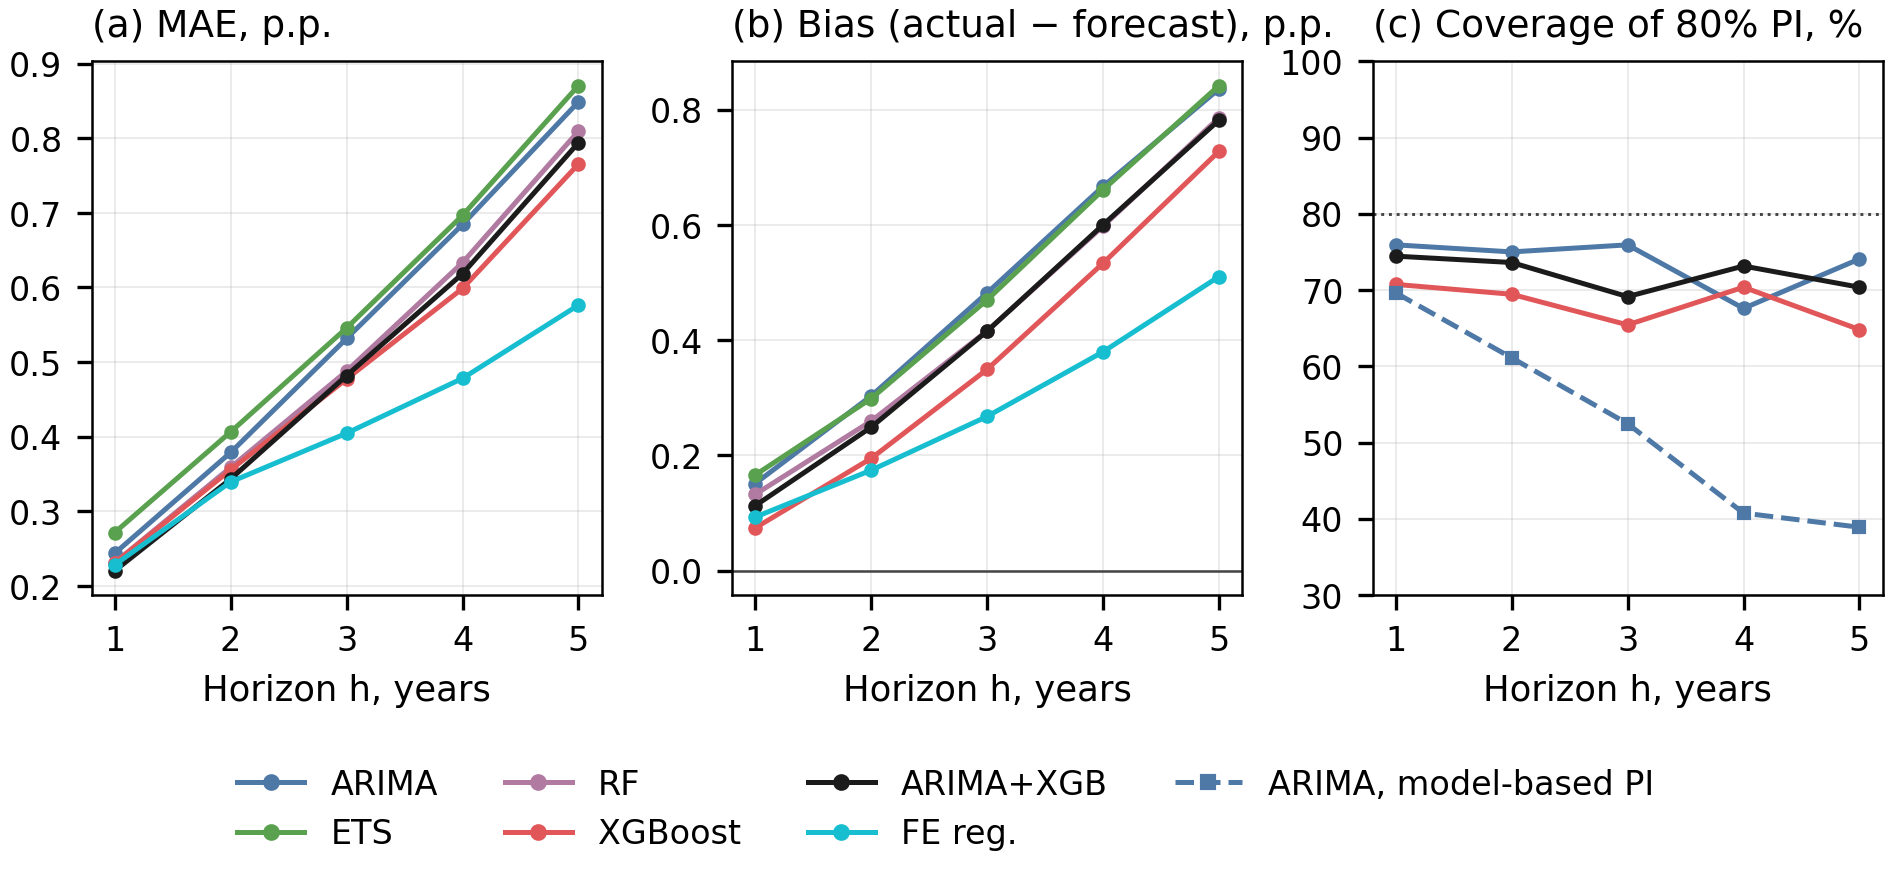 (a) MAE, p.p.
0.9
0.8
0.7
0.6
0.5
0.4
0.3
0.2
1 2 3 4 5
Horizon h, years
(b) Bias (actual − forecast), p.p.
0.8
0.6
0.4
0.2
0.0
1 2 3 4 5
Horizon h, years
(c) Coverage of 80% PI, %
100
90
80
70
60
50
40
30
1 2 3 4 5
Horizon h, years
ARIMA
ETS
RF
XGBoost
ARIMA+XGB
FE reg.
ARIMA, model-based PI